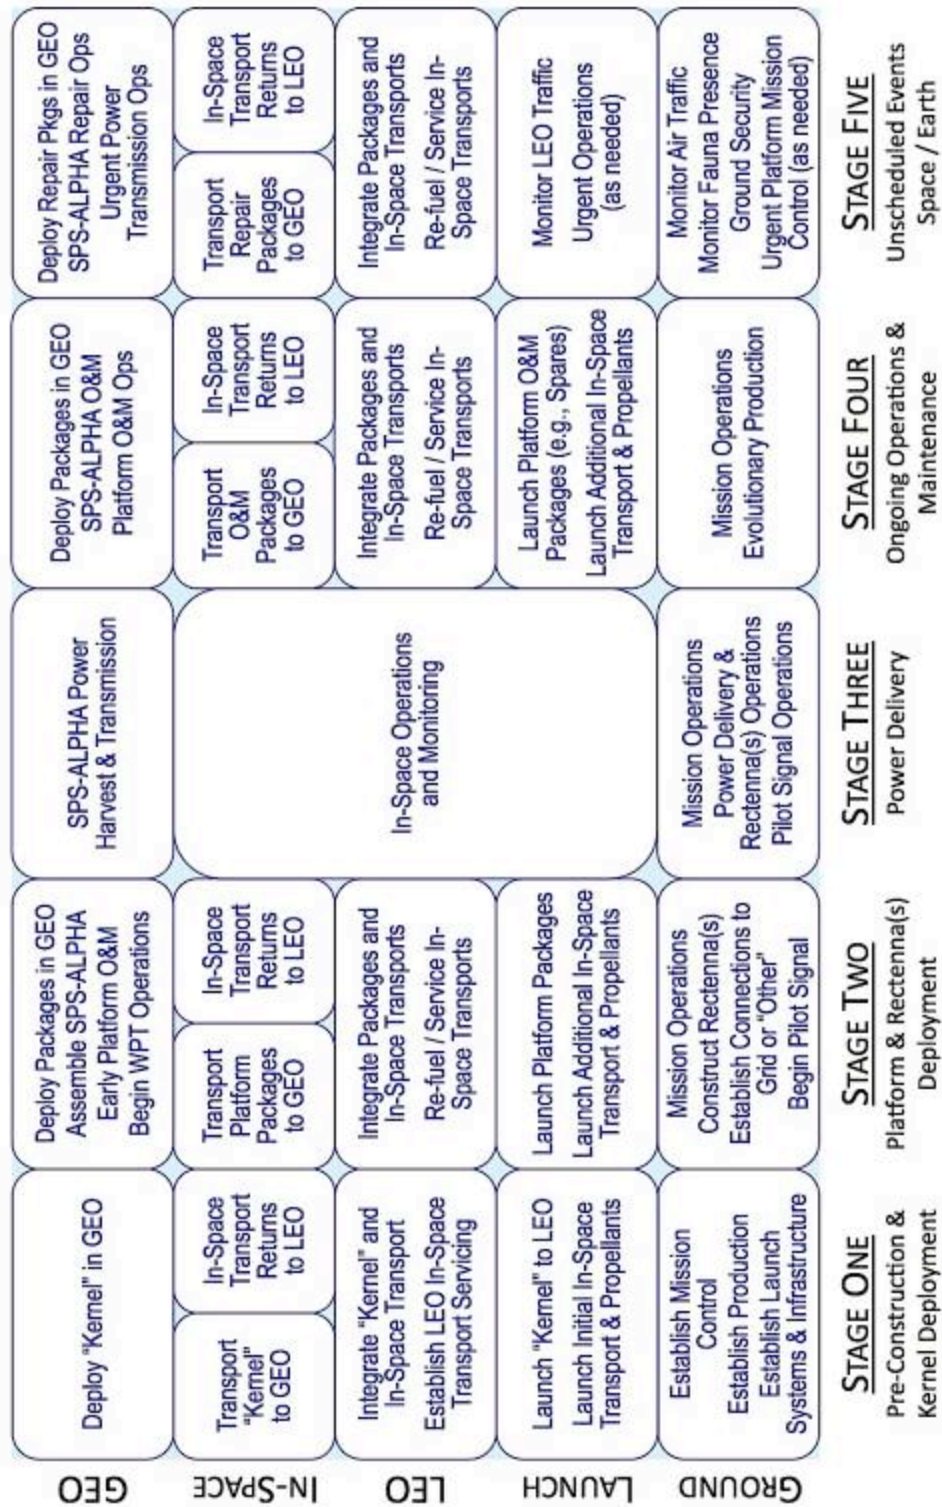 GEO
Deploy "Kernel" in GEO
Deploy Packages in GEO
Assemble SPS-ALPHA
Early Platform O&M
Begin WPT Operations
SPS-ALPHA Power
Harvest & Transmission
Deploy Packages in GEO
SPS-ALPHA O&M
Platform O&M Ops
Deploy Repair Pkgs in GEO
SPS-ALPHA Repair Ops
Urgent Power
Transmission Ops
IN-SPACE
Transport
"Kernel"
to GEO
In-Space
Transport
Returns
to LEO
Transport
Platform
Packages
to GEO
In-Space
Transport
Returns
to LEO
In-Space Operations
and Monitoring
Transport
O&M
Packages
to GEO
In-Space
Transport
Returns
to LEO
Transport
Repair
Packages
to GEO
In-Space
Transport
Returns
to LEO
LEO
Integrate "Kernel" and
In-Space Transport
Establish LEO In-Space
Transport Servicing
Integrate Packages and
In-Space Transports
Re-fuel / Service In-
Space Transports
Integrate Packages and
In-Space Transports
Re-fuel / Service In-
Space Transports
Integrate Packages and
In-Space Transports
Re-fuel / Service In-
Space Transports
LAUNCH
Launch "Kernel" to LEO
Launch Initial In-Space
Transport & Propellants
Launch Platform Packages
Launch Additional In-Space
Transport & Propellants
Launch Platform O&M
Packages (e.g., Spares)
Launch Additional In-Space
Transport & Propellants
Monitor LEO Traffic
Urgent Operations
(as needed)
GROUND
Establish Mission
Control
Establish Production
Establish Launch
Systems & Infrastructure
Mission Operations
Construct Rectenna(s)
Establish Connections to
Grid or "Other"
Begin Pilot Signal
Mission Operations
Power Delivery &
Rectenna(s) Operations
Pilot Signal Operations
Mission Operations
Evolutionary Production
Monitor Air Traffic
Monitor Fauna Presence
Ground Security
Urgent Platform Mission
Control (as needed)
STAGE ONE
Pre-Construction &
Kernel Deployment
STAGE TWO
Platform & Rectenna(s)
Deployment
STAGE THREE
Power Delivery
STAGE FOUR
Ongoing Operations &
Maintenance
STAGE FIVE
Unscheduled Events
Space / Earth